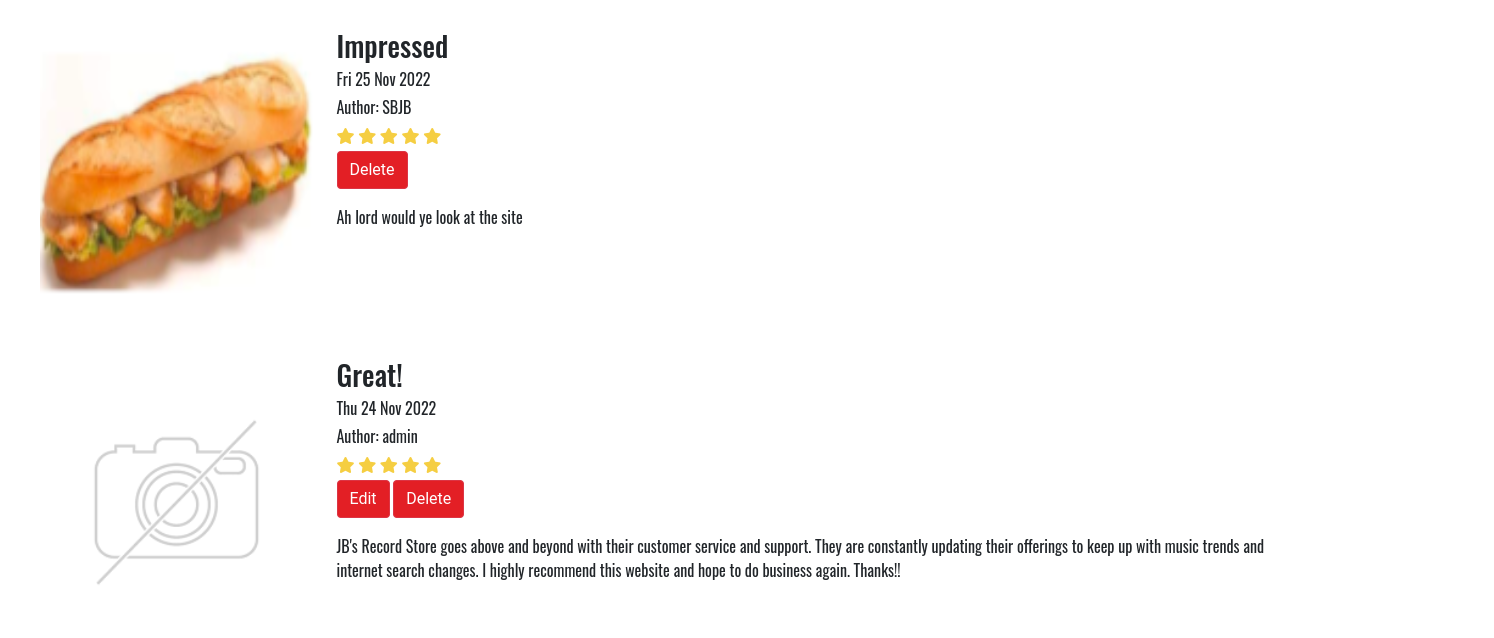 Impressed
Fri 25 Nov 2022
Author: SBJB
Delete
Ah lord would ye look at the site
Great!
Thu 24 Nov 2022
Author: admin
Edit Delete
JB's Record Store goes above and beyond with their customer service and support. They are constantly updating their offerings to keep up with music trends and
internet search changes. I highly recommend this website and hope to do business again. Thanks!!